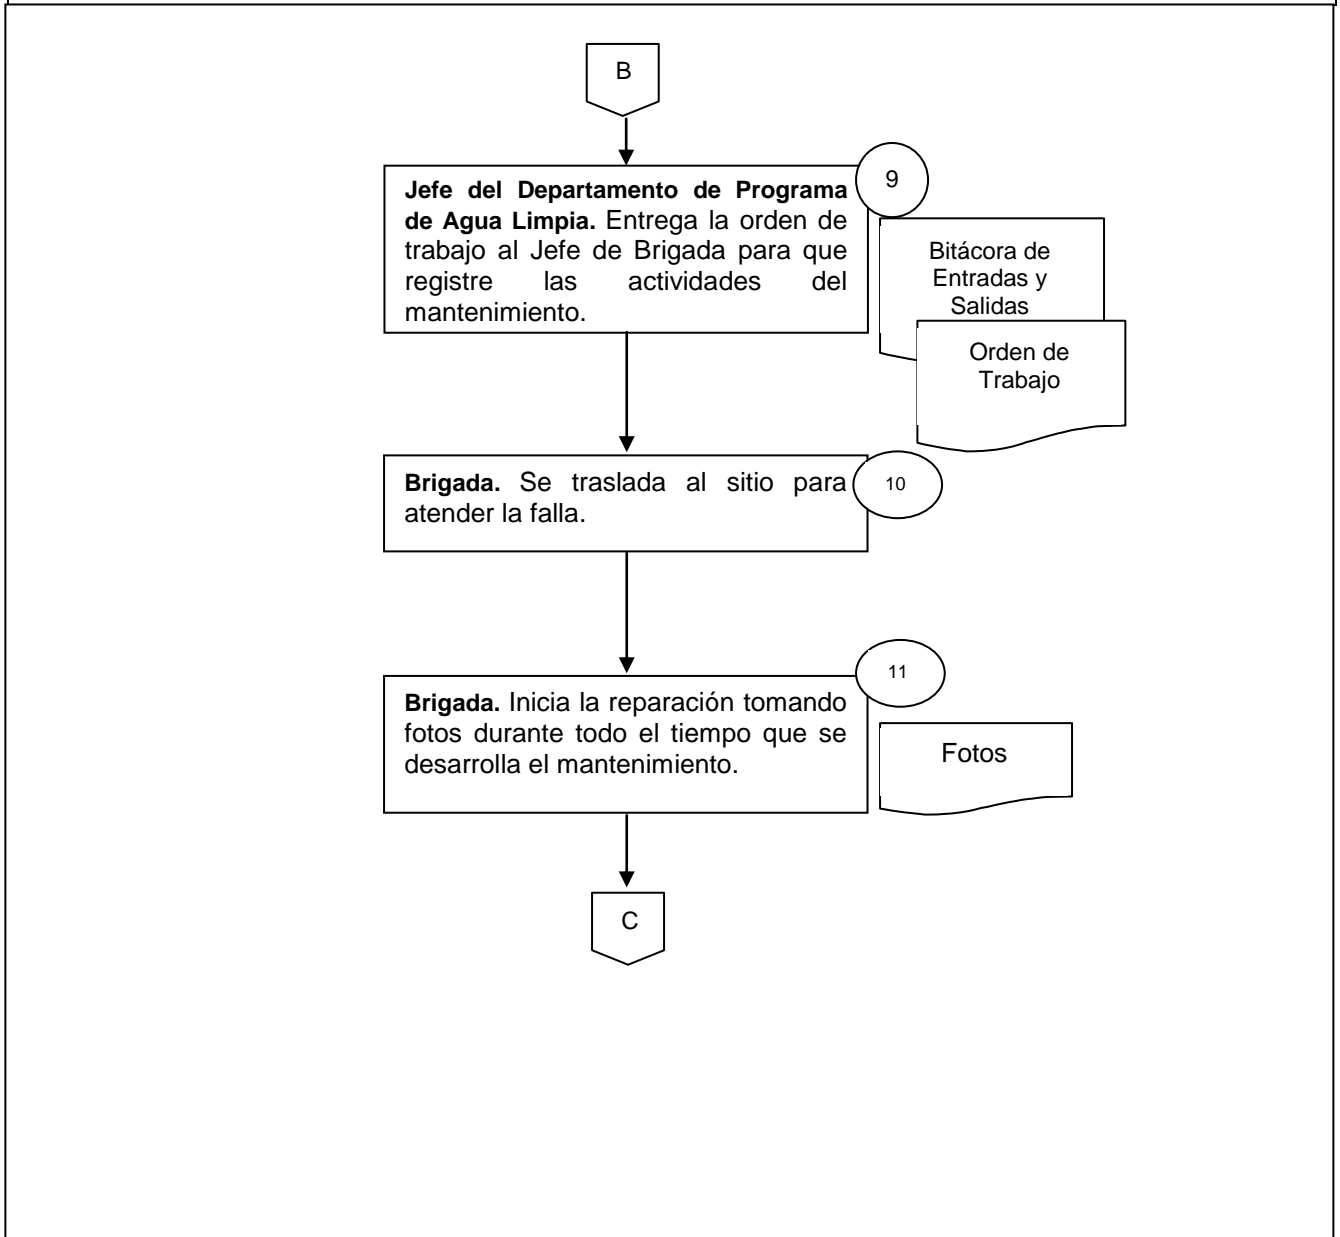 B
Jefe del Departamento de Programa
de Agua Limpia. Entrega la orden de
trabajo al Jefe de Brigada para que
registre las actividades del
mantenimiento.
9
Bitácora de
Entradas y
Salidas
Orden de
Trabajo
Brigada. Se traslada al sitio para
atender la falla.
10
Brigada. Inicia la reparación tomando
fotos durante todo el tiempo que se
desarrolla el mantenimiento.
11
Fotos
C